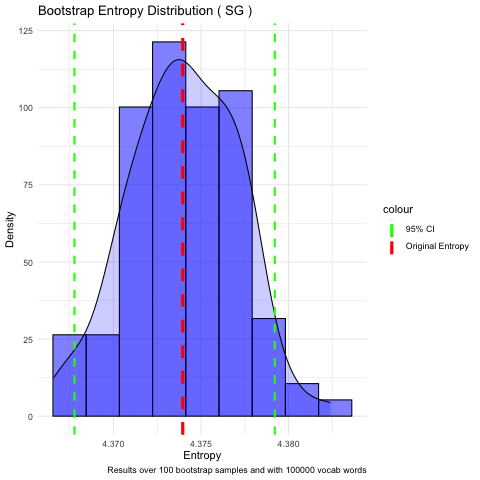 Bootstrap Entropy Distribution ( SG )
125
100
75
50
25
0
Density
4.370
4.375
4.380
Entropy
Results over 100 bootstrap samples and with 100000 vocab words
colour
95% CI
Original Entropy